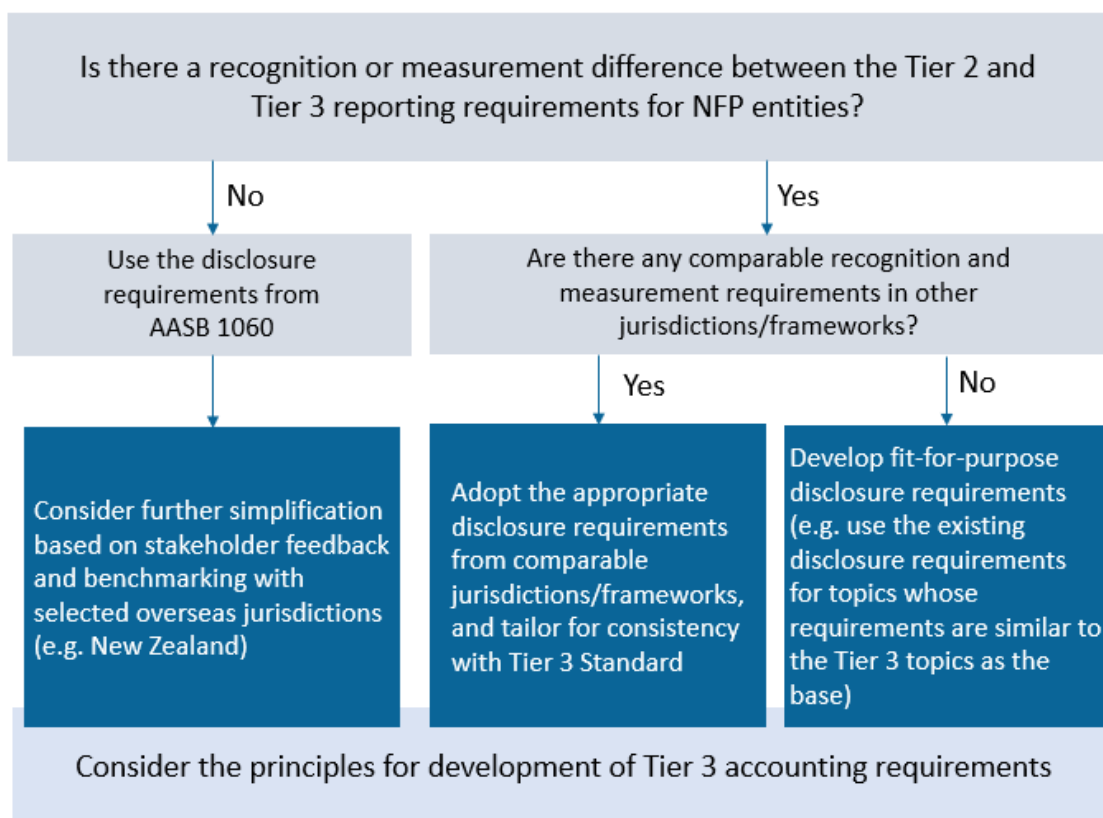 Is there a recognition or measurement difference between the Tier 2 and
Tier 3 reporting requirements for NFP entities?
No
Yes
Use the disclosure
requirements from
AASB 1060
Are there any comparable recognition and
measurement requirements in other
jurisdictions/frameworks?
Yes
No
Consider further simplification
based on stakeholder feedback
and benchmarking with
selected overseas jurisdictions
(e.g. New Zealand)
Adopt the appropriate
disclosure requirements
from comparable
jurisdictions/frameworks,
and tailor for consistency
with Tier 3 Standard
Develop fit-for-purpose
disclosure requirements
(e.g. use the existing
disclosure requirements
for topics whose
requirements are similar to
the Tier 3 topics as the
base)
Consider the principles for development of Tier 3 accounting requirements